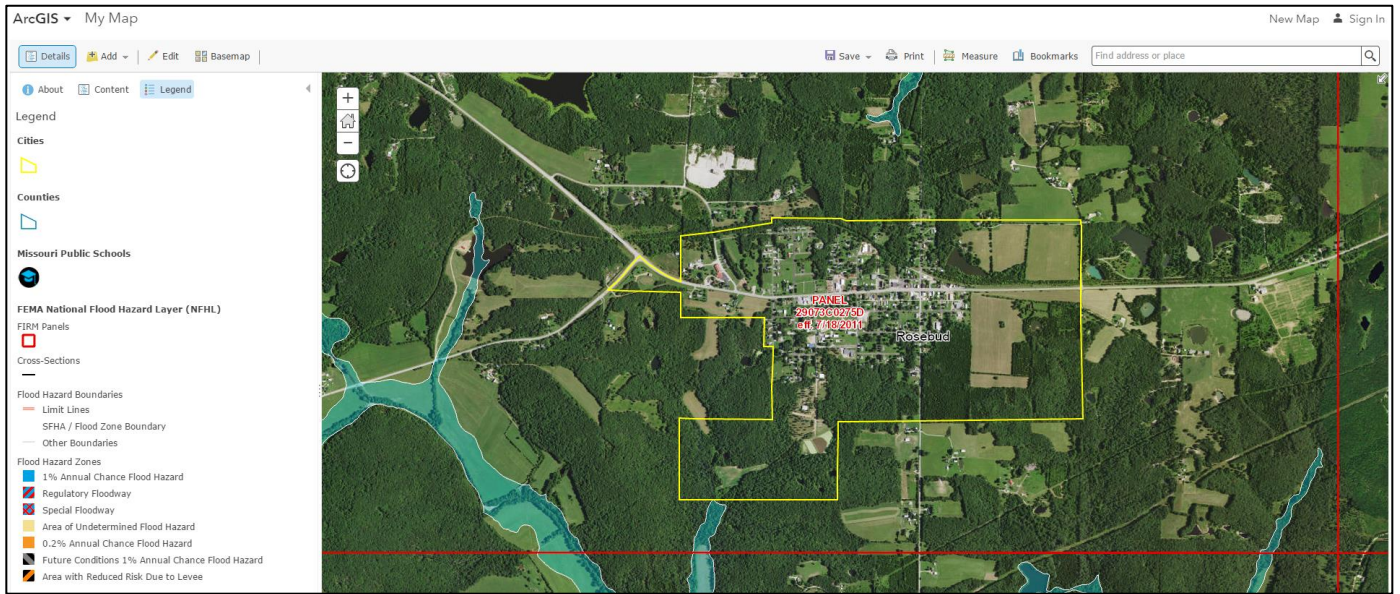 ArcGIS ▾ My Map
New Map Sign In
Details Add Edit Basemap
Save Print Measure Bookmarks Find address or place
About Content Legend
Legend
Cities
Counties
Missouri Public Schools
FEMA National Flood Hazard Layer (NFHL)
FIRM Panels
Cross-Sections
Flood Hazard Boundaries
Limit Lines
SFHA / Flood Zone Boundary
Other Boundaries
Flood Hazard Zones
1% Annual Chance Flood Hazard
Regulatory Floodway
Special Floodway
Area of Undetermined Flood Hazard
0.2% Annual Chance Flood Hazard
Future Conditions 1% Annual Chance Flood Hazard
Area with Reduced Risk Due to Levee
PANEL
29073C0275D
eff. 7/18/2011
Rosebud